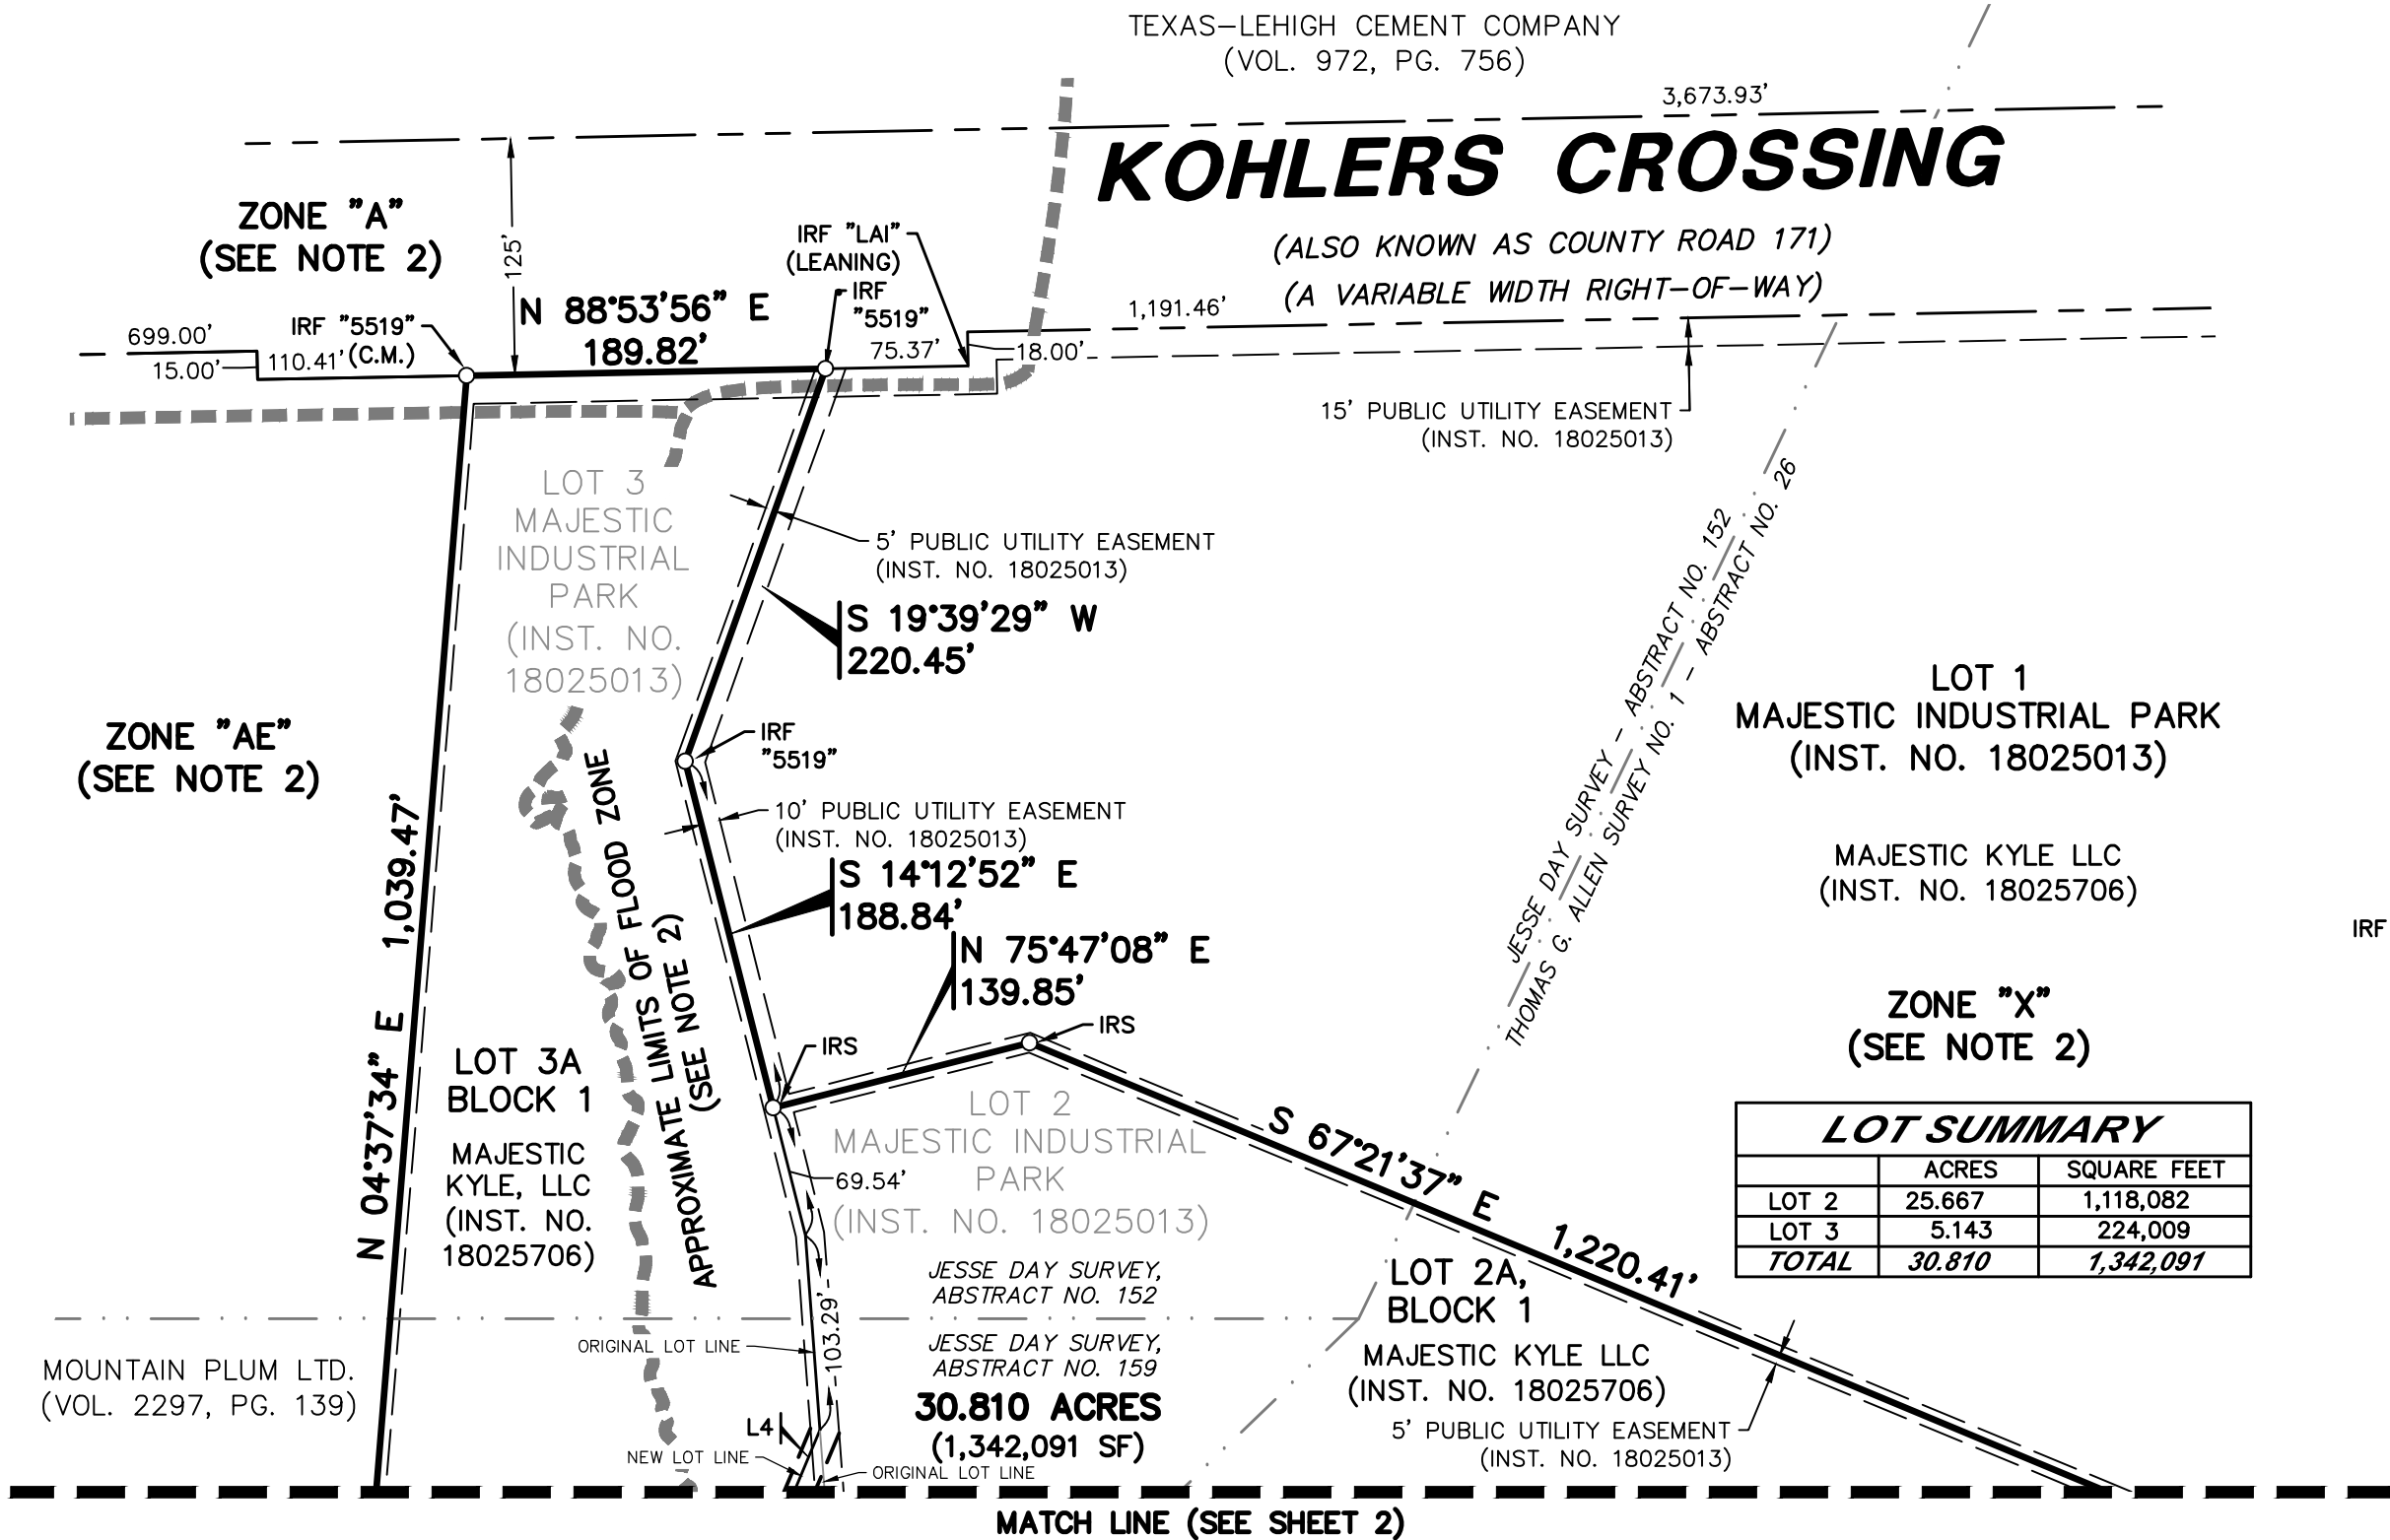 TEXAS-LEHIGH CEMENT COMPANY
(VOL. 972, PG. 756)
3,673.93'
KOHLERS CROSSING
(ALSO KNOWN AS COUNTY ROAD 171)
(A VARIABLE WIDTH RIGHT-OF-WAY)
ZONE "A"
(SEE NOTE 2)
125'
IRF "LAI"
(LEANING)
IRF
"5519"
N 88°53'56" E
189.82'
75.37'
18.00'
1,191.46'
699.00'
15.00'
110.41'
IRF "5519"
(C.M.)
15' PUBLIC UTILITY EASEMENT
(INST. NO. 18025013)
LOT 3
MAJESTIC
INDUSTRIAL
PARK
(INST. NO.
18025013)
5' PUBLIC UTILITY EASEMENT
(INST. NO. 18025013)
S 19°39'29" W
220.45'
JESSE DAY SURVEY - ABSTRACT NO. 152
THOMAS G. ALLEN SURVEY NO. 1 - ABSTRACT NO. 26
LOT 1
MAJESTIC INDUSTRIAL PARK
(INST. NO. 18025013)
MAJESTIC KYLE LLC
(INST. NO. 18025706)
IRF
ZONE "X"
(SEE NOTE 2)
ZONE "AE"
(SEE NOTE 2)
IRF
"5519"
10' PUBLIC UTILITY EASEMENT
(INST. NO. 18025013)
S 14°12'52" E
188.84'
N 75°47'08" E
139.85'
IRS
IRS
N 04°37'34" E 1,039.47'
APPROXIMATE LIMITS OF FLOOD ZONE
(SEE NOTE 2)
LOT 3A
BLOCK 1
MAJESTIC
KYLE, LLC
(INST. NO.
18025706)
LOT 2
MAJESTIC INDUSTRIAL
PARK
(INST. NO. 18025013)
69.54'
S 67°21'37" E 1,220.41'
LOT SUMMARY
ACRES SQUARE FEET
LOT 2 25.667 1,118,082
LOT 3 5.143 224,009
TOTAL 30.810 1,342,091
JESSE DAY SURVEY,
ABSTRACT NO. 152
JESSE DAY SURVEY,
ABSTRACT NO. 159
30.810 ACRES
(1,342,091 SF)
103.29'
ORIGINAL LOT LINE
LOT 2A,
BLOCK 1
MAJESTIC KYLE LLC
(INST. NO. 18025706)
5' PUBLIC UTILITY EASEMENT
(INST. NO. 18025013)
MOUNTAIN PLUM LTD.
(VOL. 2297, PG. 139)
L4
NEW LOT LINE
ORIGINAL LOT LINE
MATCH LINE (SEE SHEET 2)